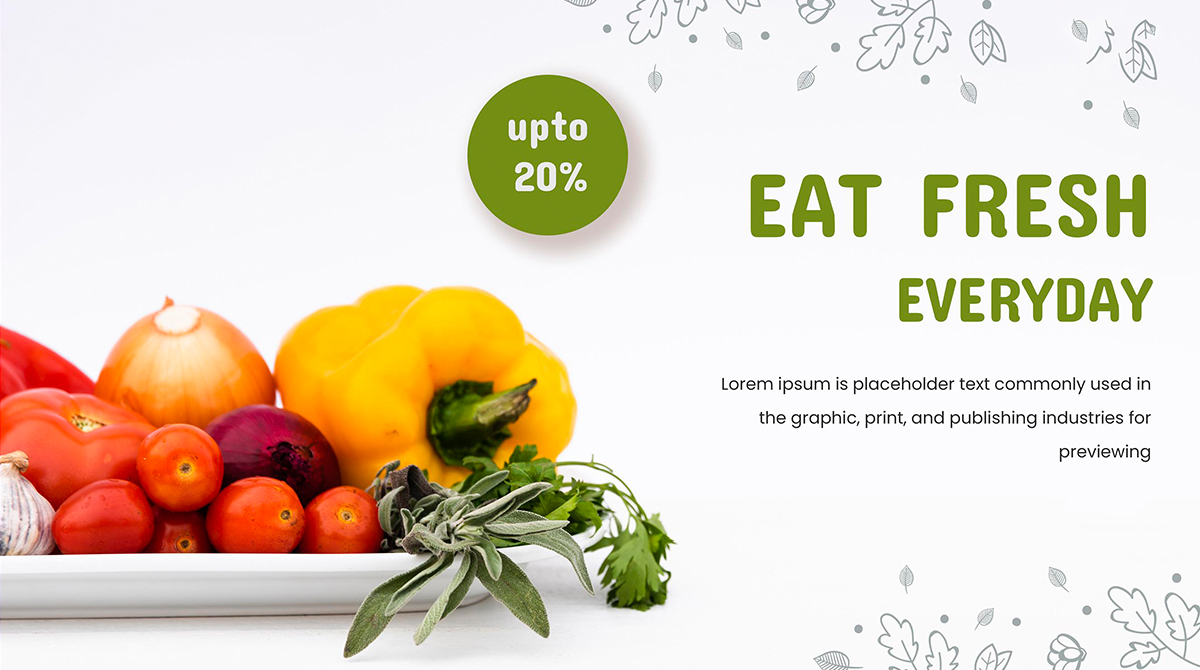 upto
20%
EAT FRESH
EVERYDAY
Lorem ipsum is placeholder text commonly used in
the graphic, print, and publishing industries for
previewing